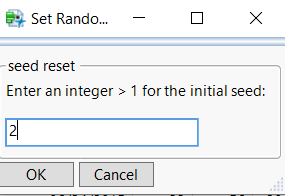 Set Rando...
seed reset
Enter an integer > 1 for the initial seed:
2
OK Cancel